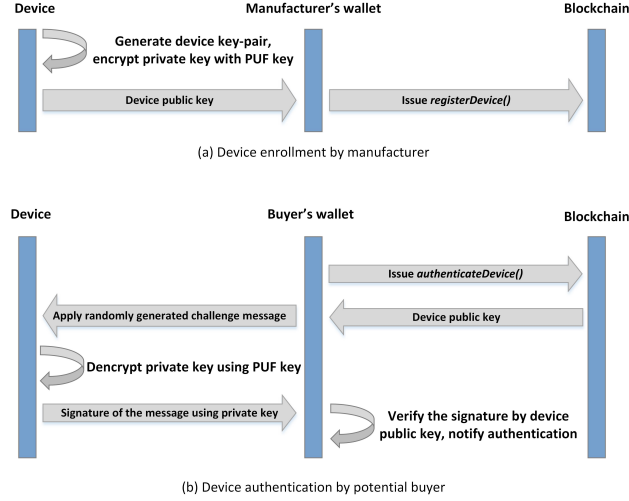 Device
Manufacturer's wallet
Blockchain
Generate device key-pair,
encrypt private key with PUF key
Device public key
Issue registerDevice()
(a) Device enrollment by manufacturer
Device
Buyer's wallet
Blockchain
Issue authenticateDevice()
Apply randomly generated challenge message
Device public key
Dencrypt private key using PUF key
Signature of the message using private key
Verify the signature by device
public key, notify authentication
(b) Device authentication by potential buyer